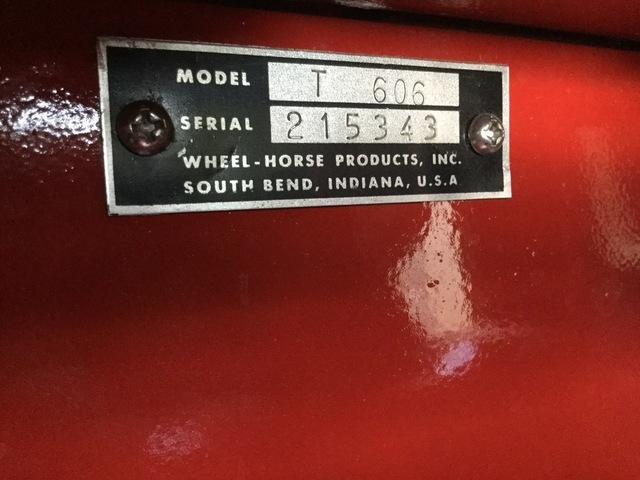 MODEL T 606
SERIAL 215343
WHEEL-HORSE PRODUCTS, INC.
SOUTH BEND, INDIANA, U.S.A